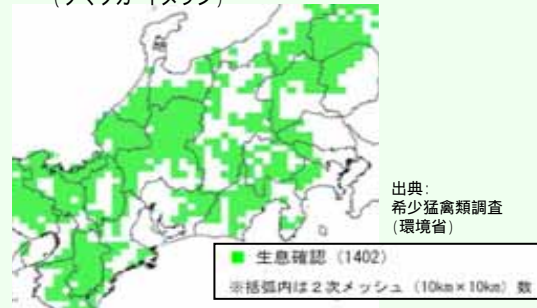 出典：
希少猛禽類調査
(環境省)
生息確認（1402）
※括弧内は２次メッシュ（10km×10km）数